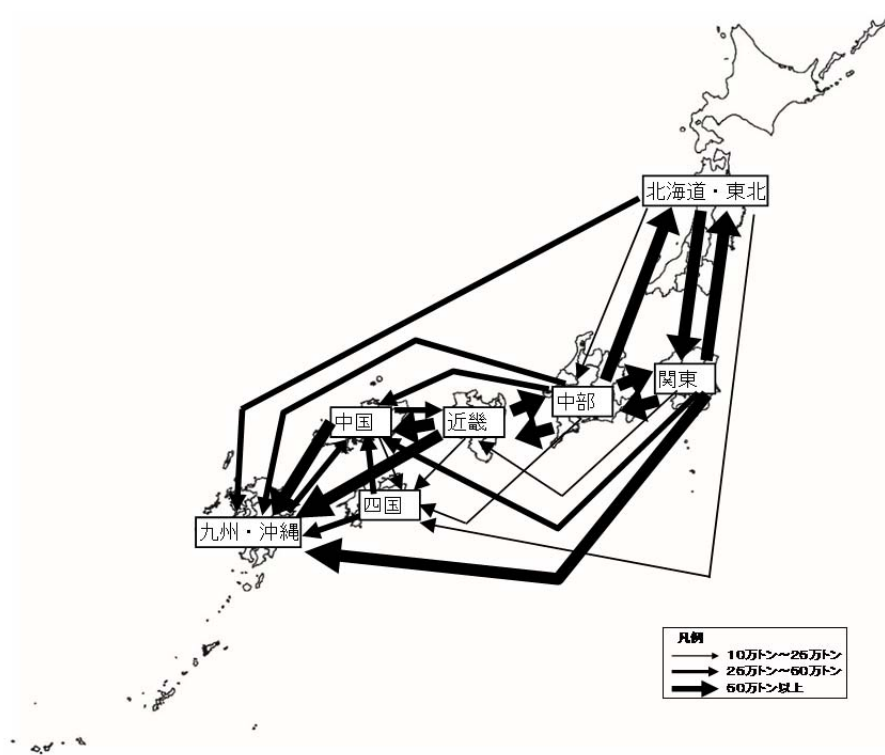 北海道・東北
関東
中部
近畿
中国
四国
九州・沖縄
凡例
10万トン～25万トン
25万トン～50万トン
50万トン以上